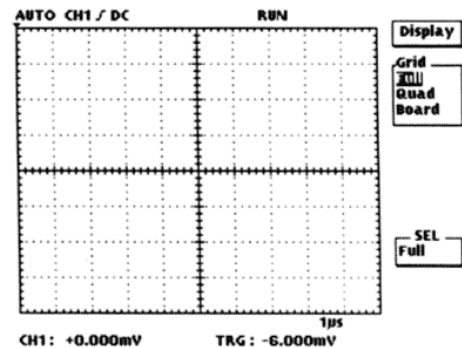 AUTO CH1 ∫ DC RUN
Display
Grid
Full
Quad
Board
SEL
Full
1μs
CH1: +0.000mV TRG: -6.000mV